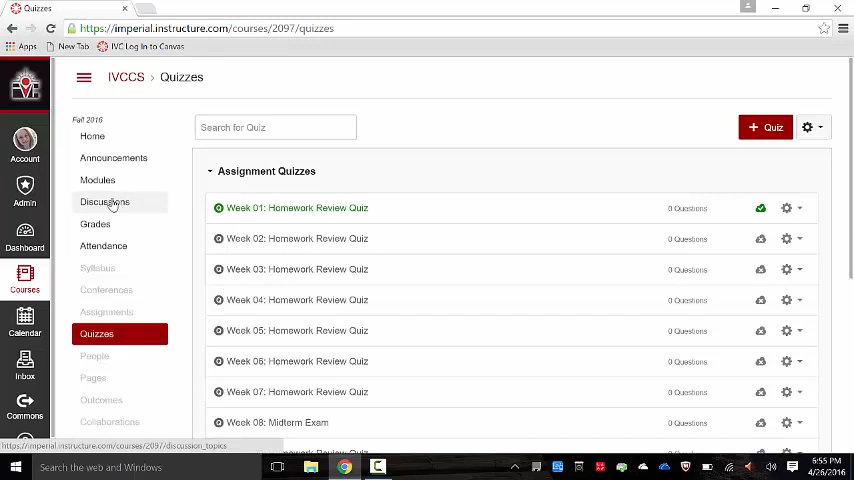 Quizzes
https://imperial.instructure.com/courses/2097/quizzes
Apps
New Tab
IVC Log In to Canvas
IVCCS > Quizzes
Fall 2016
Home
Announcements
Modules
Discussions
Grades
Attendance
Syllabus
Conferences
Assignments
Quizzes
People
Pages
Outcomes
Collaborations
Account
Admin
Dashboard
Courses
Calendar
Inbox
Commons
Search for Quiz
+ Quiz
Assignment Quizzes
Week 01: Homework Review Quiz 0 Questions
Week 02: Homework Review Quiz 0 Questions
Week 03: Homework Review Quiz 0 Questions
Week 04: Homework Review Quiz 0 Questions
Week 05: Homework Review Quiz 0 Questions
Week 06: Homework Review Quiz 0 Questions
Week 07: Homework Review Quiz 0 Questions
Week 08: Midterm Exam 0 Questions
https://imperial.instructure.com/courses/2097/discussion_topics
Search the web and Windows
6:55 PM
4/26/2016